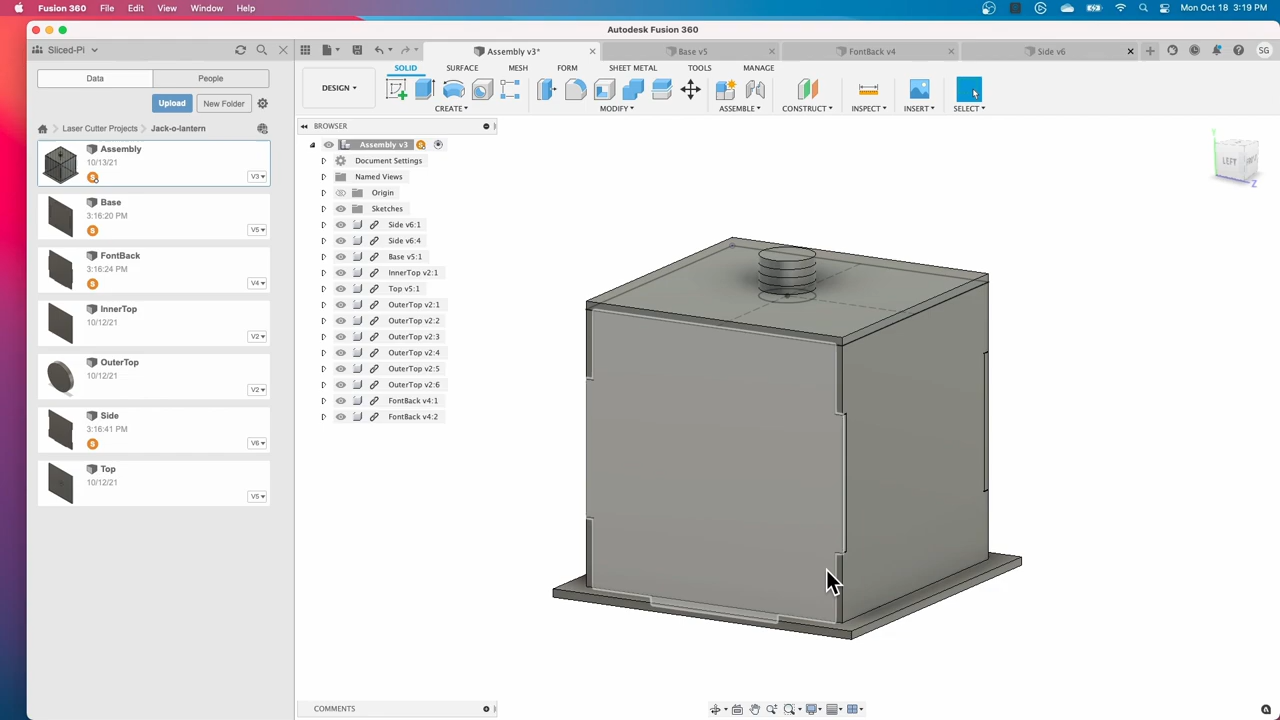 Fusion 360 File Edit View Window Help Mon Oct 18 3:19 PM
Autodesk Fusion 360
Sliced-Pi
Assembly v3* Base v5 FontBack v4 Side v6 SG
Data People
SOLID SURFACE MESH FORM SHEET METAL TOOLS MANAGE
Upload New Folder
DESIGN
CREATE MODIFY ASSEMBLE CONSTRUCT INSPECT INSERT SELECT
Laser Cutter Projects Jack-o-lantern
BROWSER
Assembly
10/13/21
S V3
Base
3:16:20 PM
S V5
FontBack
3:16:24 PM
S V4
InnerTop
10/12/21
V2
OuterTop
10/12/21
V2
Side
3:16:41 PM
S V6
Top
10/12/21
V5
Assembly v3 S
Document Settings
Named Views
Origin
Sketches
Side v6:1
Side v6:4
Base v5:1
InnerTop v2:1
Top v5:1
OuterTop v2:1
OuterTop v2:2
OuterTop v2:3
OuterTop v2:4
OuterTop v2:5
OuterTop v2:6
FontBack v4:1
FontBack v4:2
Y
LEFT
Z
COMMENTS